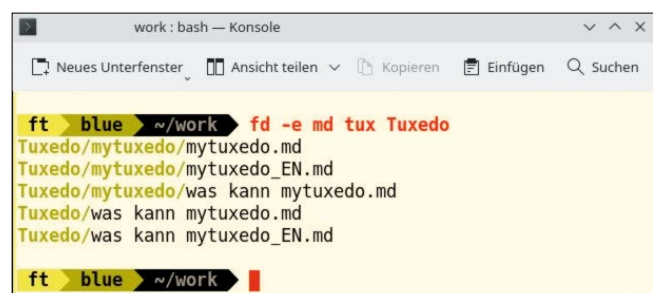 work : bash — Konsole
Neues Unterfenster Ansicht teilen Kopieren Einfügen Suchen
ft blue ~/work fd -e md tux Tuxedo
Tuxedo/mytuxedo/mytuxedo.md
Tuxedo/mytuxedo/mytuxedo_EN.md
Tuxedo/mytuxedo/was kann mytuxedo.md
Tuxedo/was kann mytuxedo.md
Tuxedo/was kann mytuxedo_EN.md
ft blue ~/work